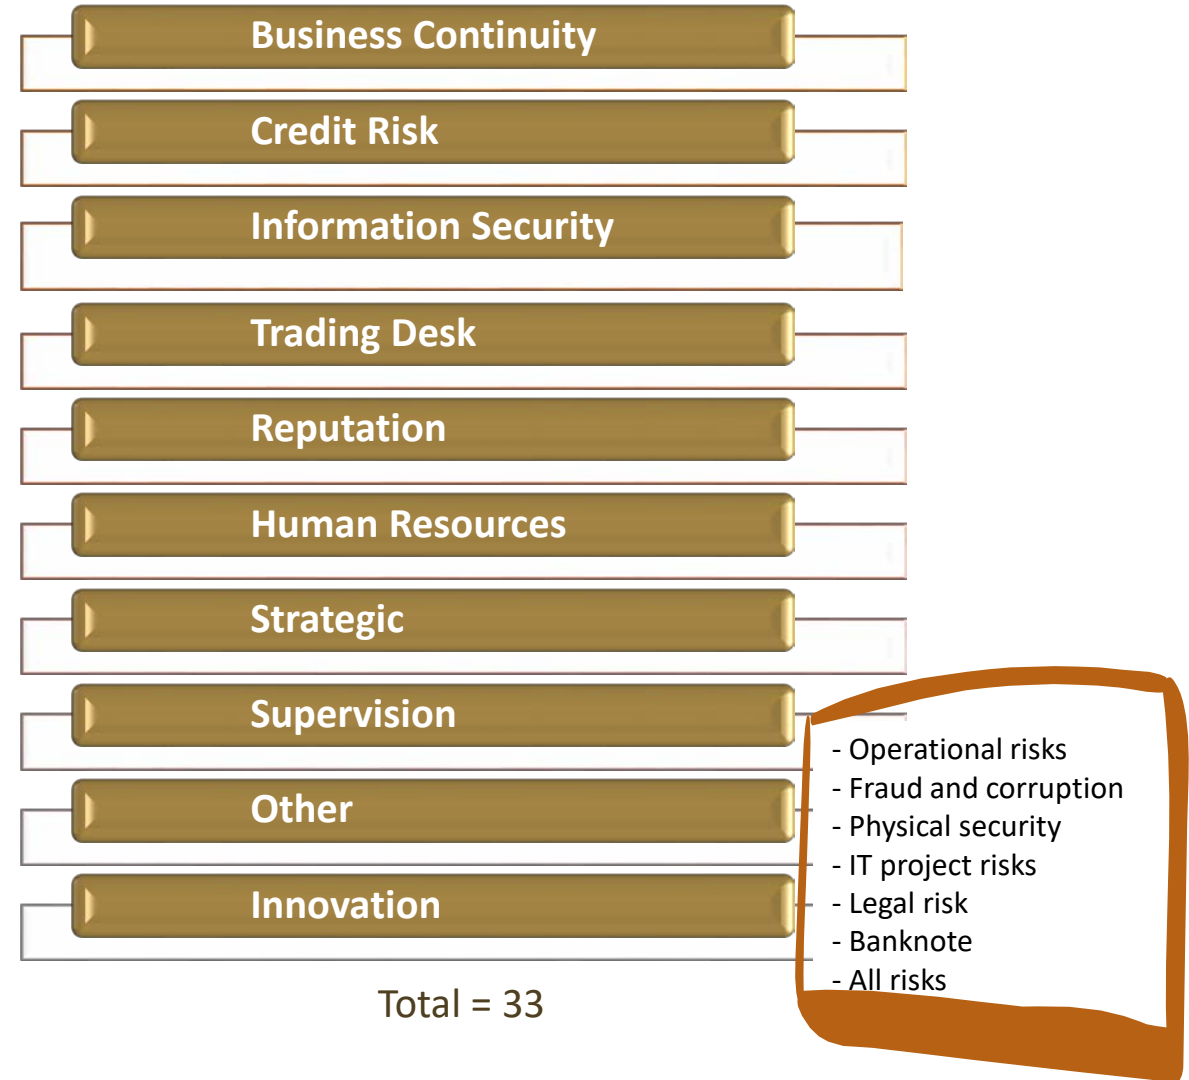 Business Continuity
Credit Risk
Information Security
Trading Desk
Reputation
Human Resources
Strategic
Supervision
Other
Innovation
- Operational risks
- Fraud and corruption
- Physical security
- IT project risks
- Legal risk
- Banknote
- All risks
Total = 33